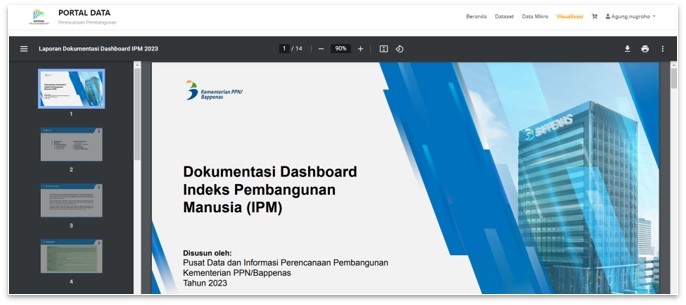 PORTAL DATA
Perencanaan Pembangunan
Beranda Dataset Data Mikro Visualisasi Agung nugroho
Laporan Dokumentasi Dashboard IPM 2023
1 / 14 − 90% +
1
2
3
4
Kementerian PPN/
Bappenas
BAPPENAS
Dokumentasi Dashboard
Indeks Pembangunan
Manusia (IPM)
Disusun oleh:
Pusat Data dan Informasi Perencanaan Pembangunan
Kementerian PPN/Bappenas
Tahun 2023